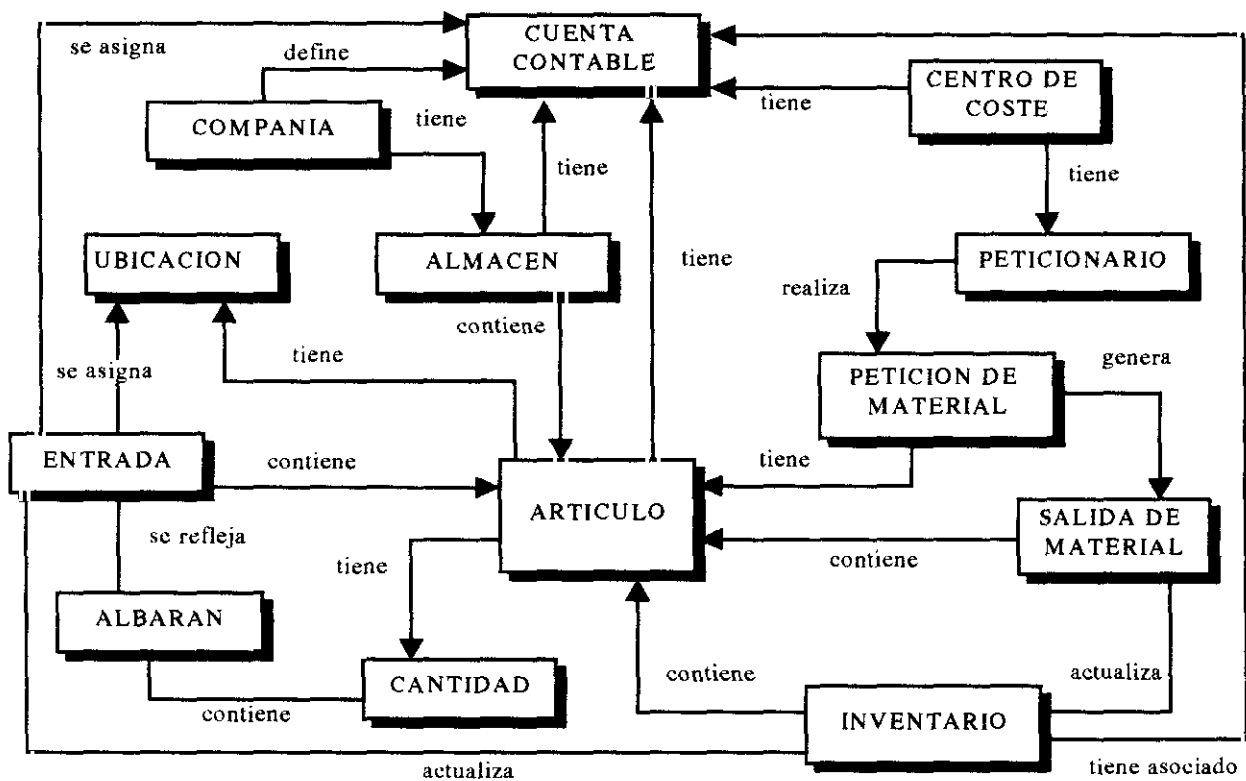 se asigna
CUENTA
CONTABLE
define
CENTRO DE
COSTE
tiene
COMPANIA
tiene
tiene
tiene
UBICACION
ALMACEN
tiene
PETICIONARIO
realiza
contiene
tiene
genera
se asigna
PETICION DE
MATERIAL
ENTRADA
contiene
tiene
ARTICULO
SALIDA DE
MATERIAL
se refleja
contiene
tiene
ALBARAN
CANTIDAD
contiene
actualiza
contiene
INVENTARIO
actualiza
tiene asociado